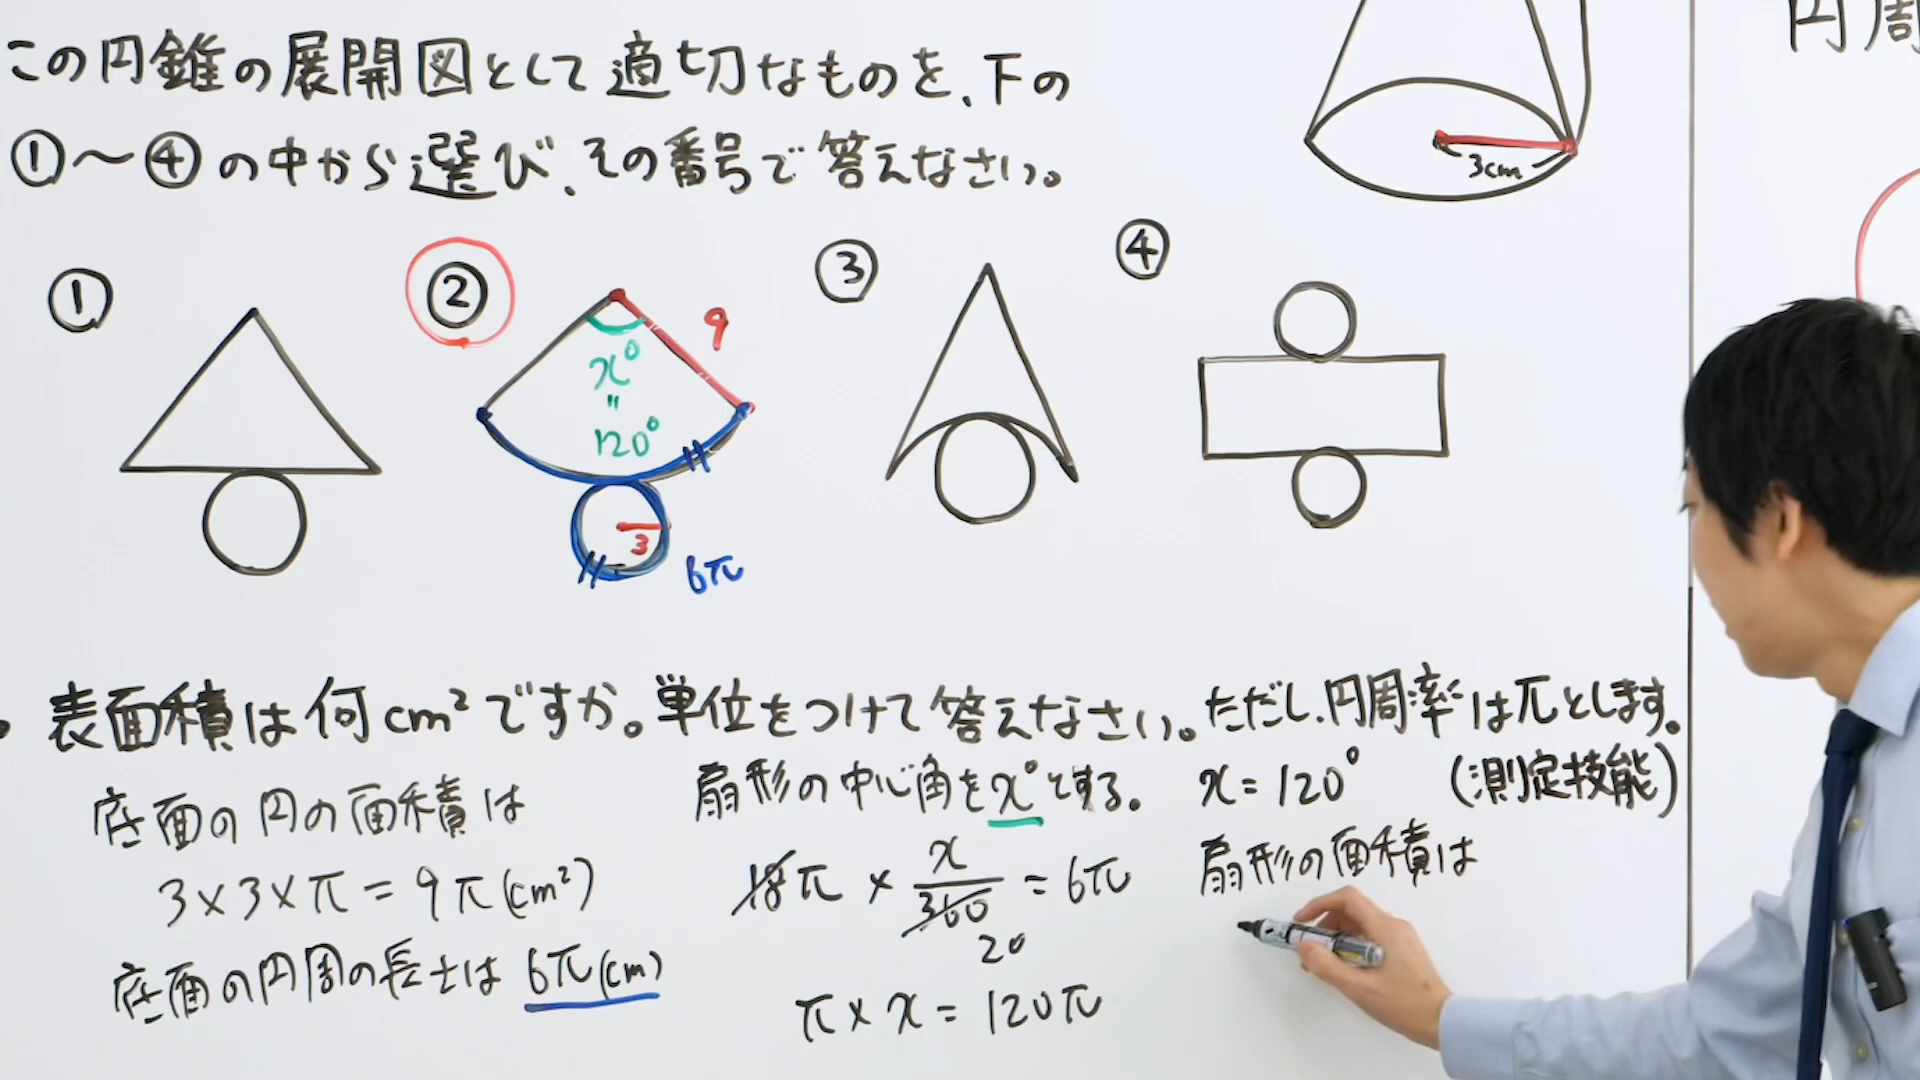 この円錐の展開図として適切なものを、下の
①〜④の中から選び、その番号で答えなさい。
3cm
円周
①
②
9
x°
"
120°
3
6π
③
④
表面積は何cm²ですか。単位をつけて答えなさい。ただし、円周率はπとします。
(測定技能)
底面の円の面積は
3×3×π=9π(cm²)
底面の円周の長さは 6π(cm)
扇形の中心角をx°とする。
18π×x/360=6π
20
π×x=120π
x=120°
扇形の面積は